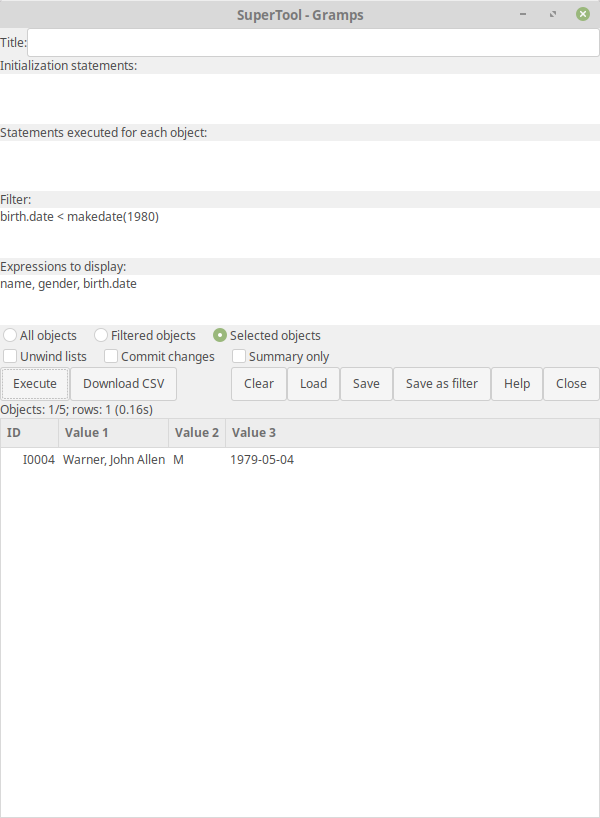 SuperTool - Gramps
Title:
Initialization statements:
Statements executed for each object:
Filter:
birth.date < makedate(1980)
Expressions to display:
name, gender, birth.date
All objects Filtered objects Selected objects
Unwind lists Commit changes Summary only
Execute Download CSV Clear Load Save Save as filter Help Close
Objects: 1/5; rows: 1 (0.16s)
ID Value 1 Value 2 Value 3
I0004 Warner, John Allen M 1979-05-04